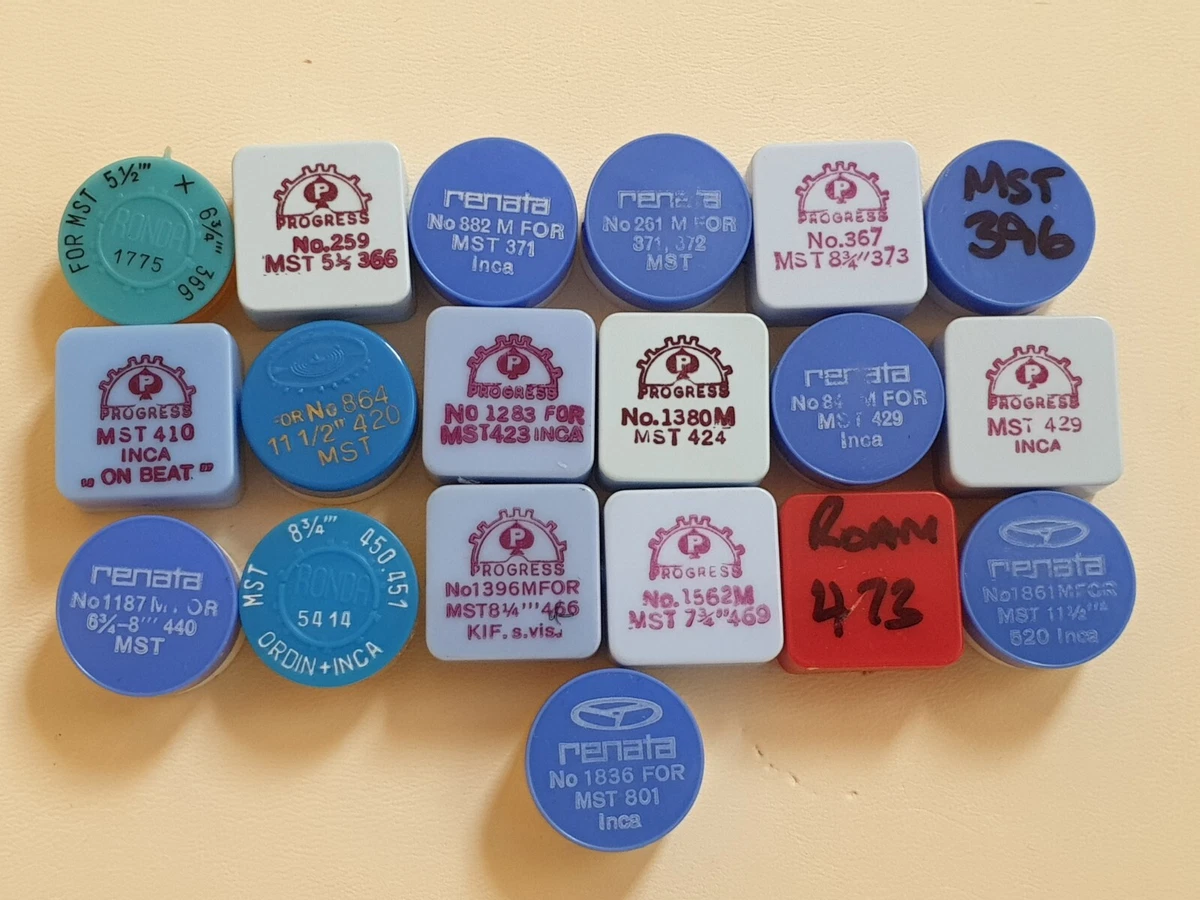 FOR MST 5½''' x 6¾''' 366
RONDA
1775
P
PROGRESS
No.259
MST 5½ 366
renata
No 882 M FOR
MST 371
Inca
renata
No 261 M FOR
371, 372
MST
P
PROGRESS
No.367
MST 8¾''' 373
MST
396
P
PROGRESS
MST 410
INCA
„ ON BEAT "
No 864
11 1/2" 420
MST
P
PROGRESS
NO 1283 FOR
MST423 INCA
P
PROGRESS
No.1380M
MST 424
renata
M FOR
MST 429
Inca
P
PROGRESS
MST 429
INCA
renata
No1187 M. FOR
6¾-8''' 440
MST
MST 8¾''' 450 451
RONDA
5414
ORDIN+INCA
P
PROGRESS
No1396MFOR
MST8¼''' 466
KIF. s.vis.
P
PROGRESS
No.1562M
MST 7¾'''469
ROAM
473
renata
No1861MFOR
MST 11½'''
520 Inca
renata
No 1836 FOR
MST 801
Inca